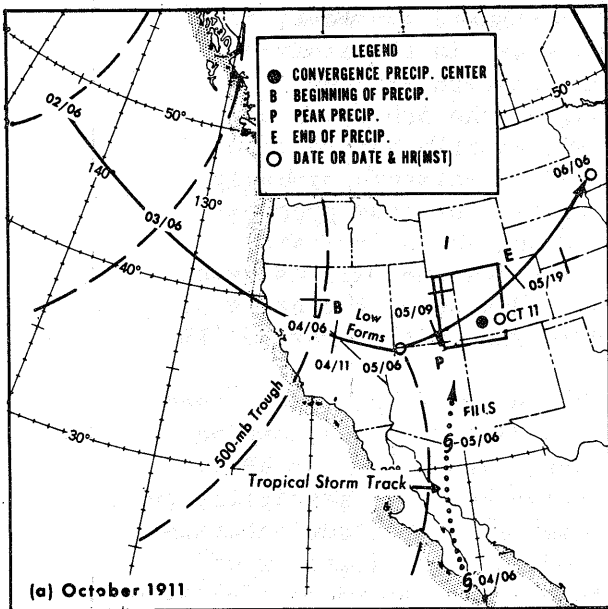 LEGEND
CONVERGENCE PRECIP. CENTER
B BEGINNING OF PRECIP.
P PEAK PRECIP.
E END OF PRECIP.
DATE OR DATE & HR(MST)
50°
02/06
50°
06/06
140°
130°
03/06
40°
E
05/19
B
Low
Forms
05/09
OCT 11
04/06
04/11
05/06
P
500-mb Trough
30°
FILLS
05/06
Tropical Storm Track
04/06
(a) October 1911